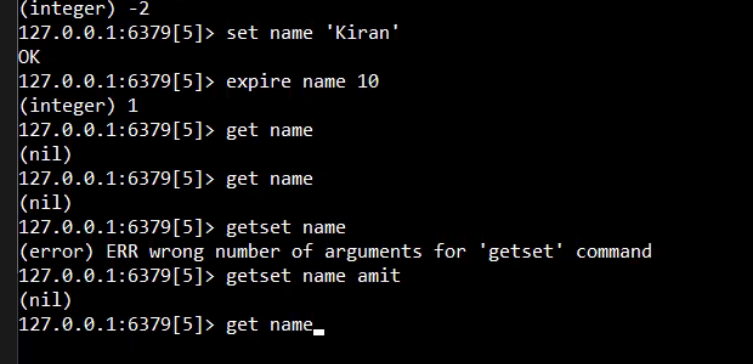 (integer) -2
127.0.0.1:6379[5]> set name 'Kiran'
OK
127.0.0.1:6379[5]> expire name 10
(integer) 1
127.0.0.1:6379[5]> get name
(nil)
127.0.0.1:6379[5]> get name
(nil)
127.0.0.1:6379[5]> getset name
(error) ERR wrong number of arguments for 'getset' command
127.0.0.1:6379[5]> getset name amit
(nil)
127.0.0.1:6379[5]> get name